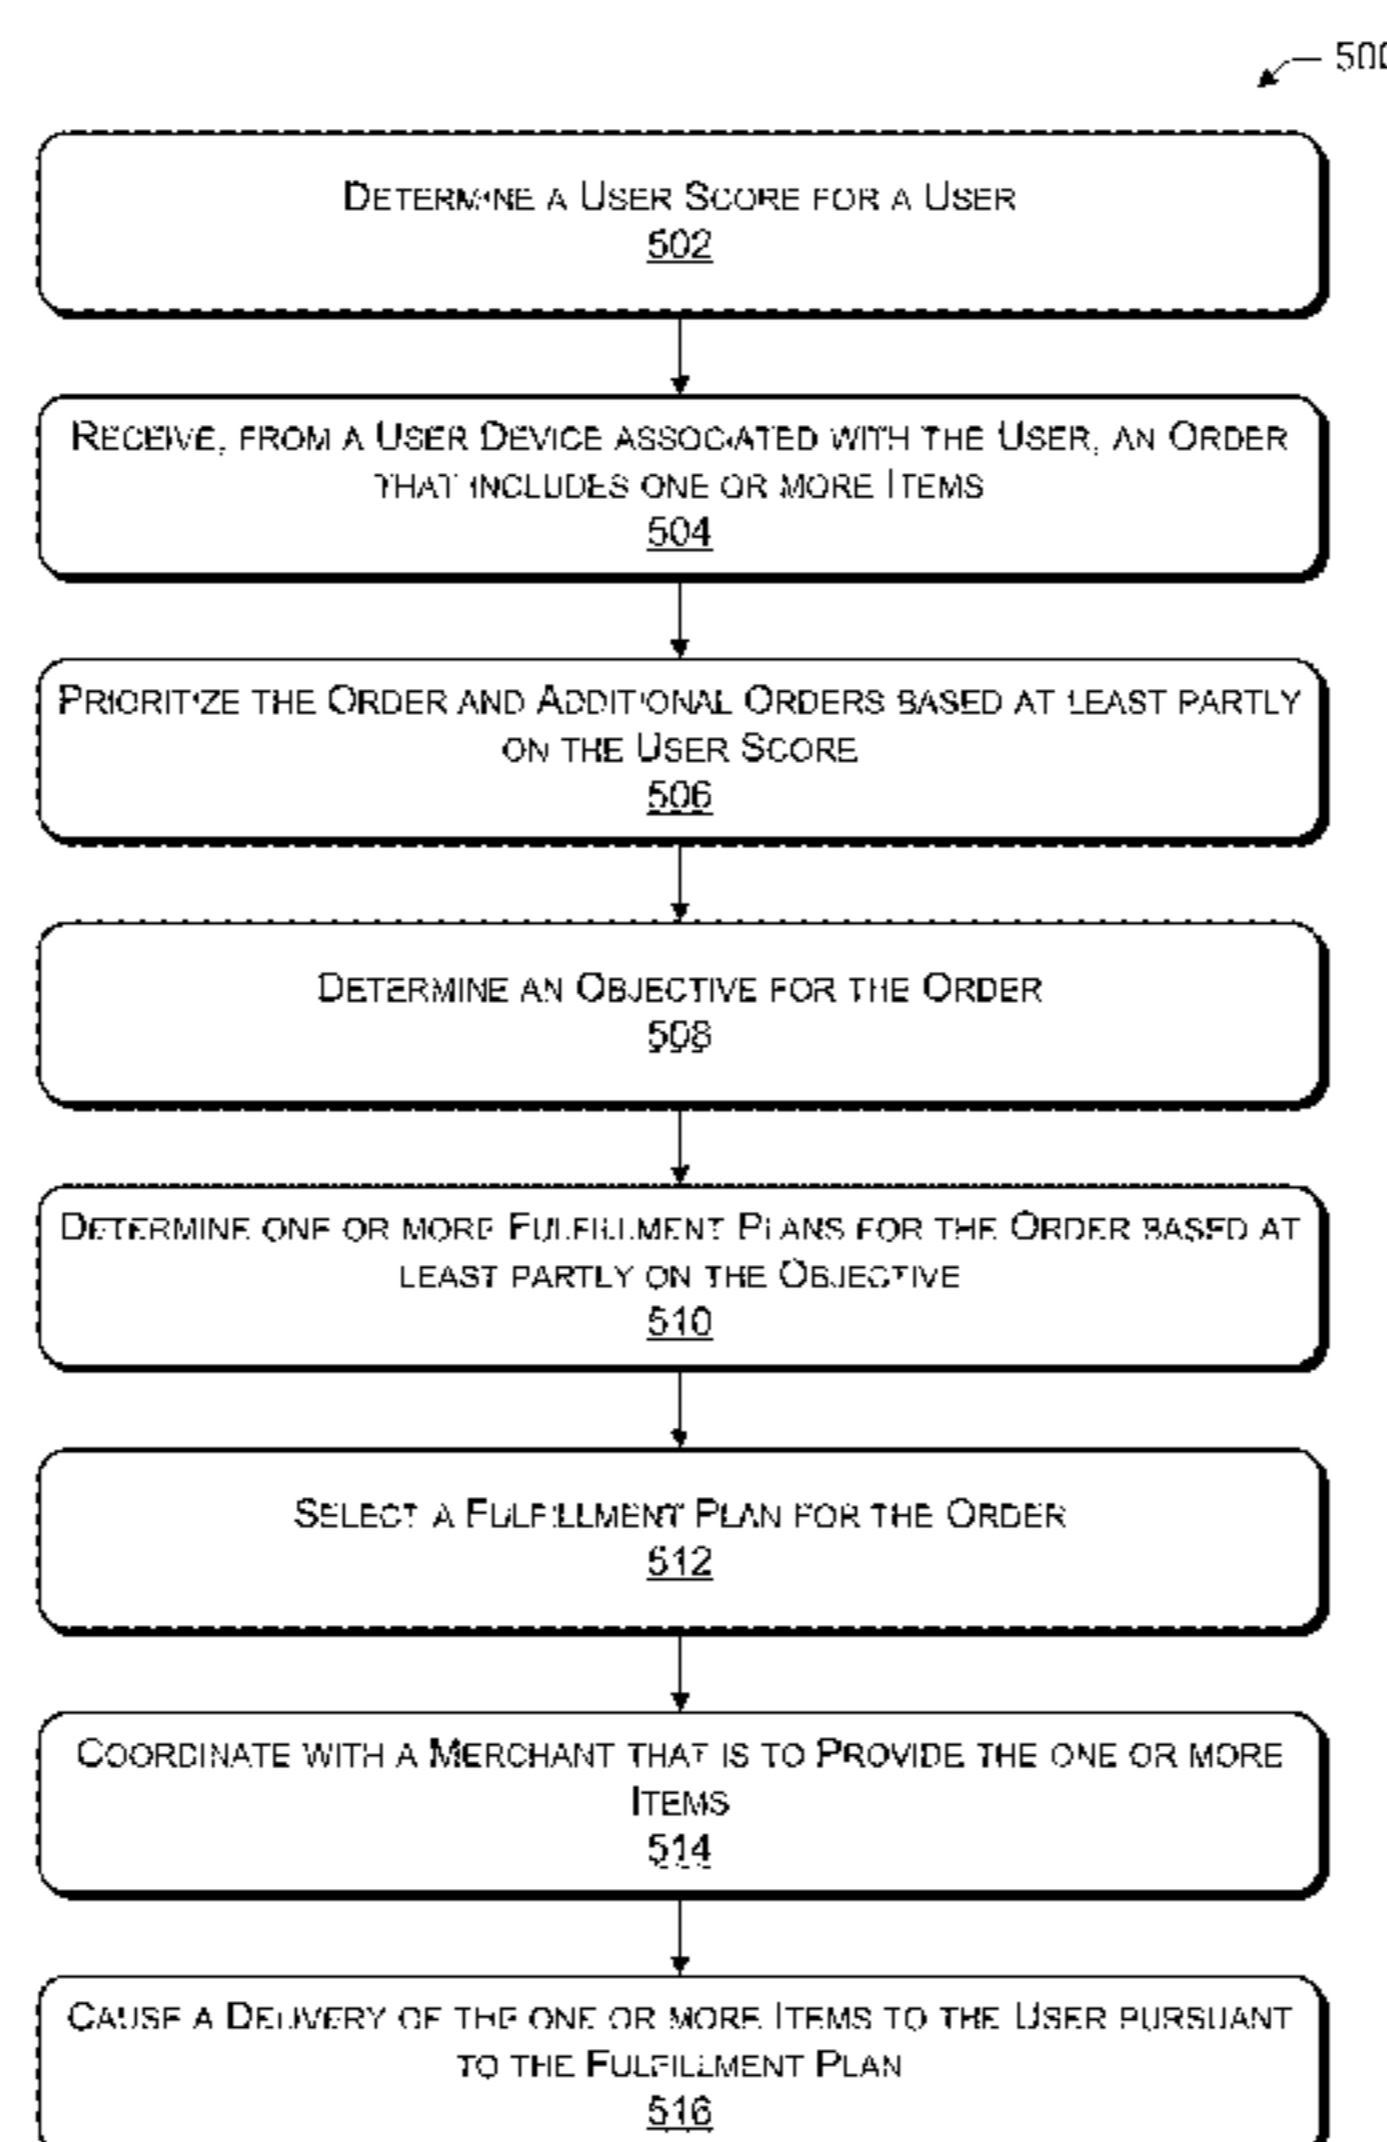 500
DETERMINE A USER SCORE FOR A USER
502
RECEIVE, FROM A USER DEVICE ASSOCIATED WITH THE USER, AN ORDER
THAT INCLUDES ONE OR MORE ITEMS
504
PRIORITIZE THE ORDER AND ADDITIONAL ORDERS BASED AT LEAST PARTLY
ON THE USER SCORE
506
DETERMINE AN OBJECTIVE FOR THE ORDER
508
DETERMINE ONE OR MORE FULFILLMENT PLANS FOR THE ORDER BASED AT
LEAST PARTLY ON THE OBJECTIVE
510
SELECT A FULFILLMENT PLAN FOR THE ORDER
512
COORDINATE WITH A MERCHANT THAT IS TO PROVIDE THE ONE OR MORE
ITEMS
514
CAUSE A DELIVERY OF THE ONE OR MORE ITEMS TO THE USER PURSUANT
TO THE FULFILLMENT PLAN
516